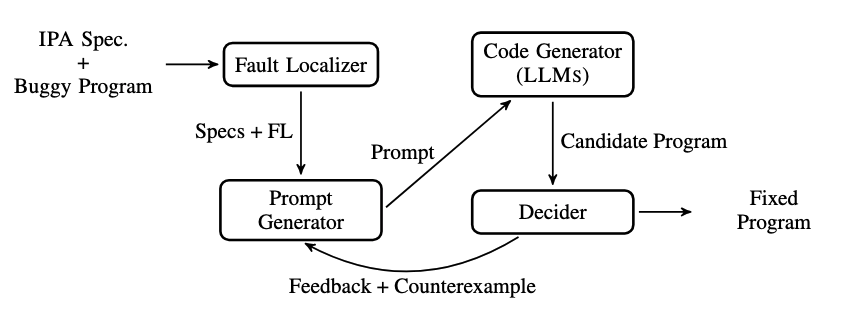 IPA Spec.
+
Buggy Program
Fault Localizer
Specs + FL
Prompt
Generator
Prompt
Code Generator
(LLMs)
Candidate Program
Decider
Fixed
Program
Feedback + Counterexample